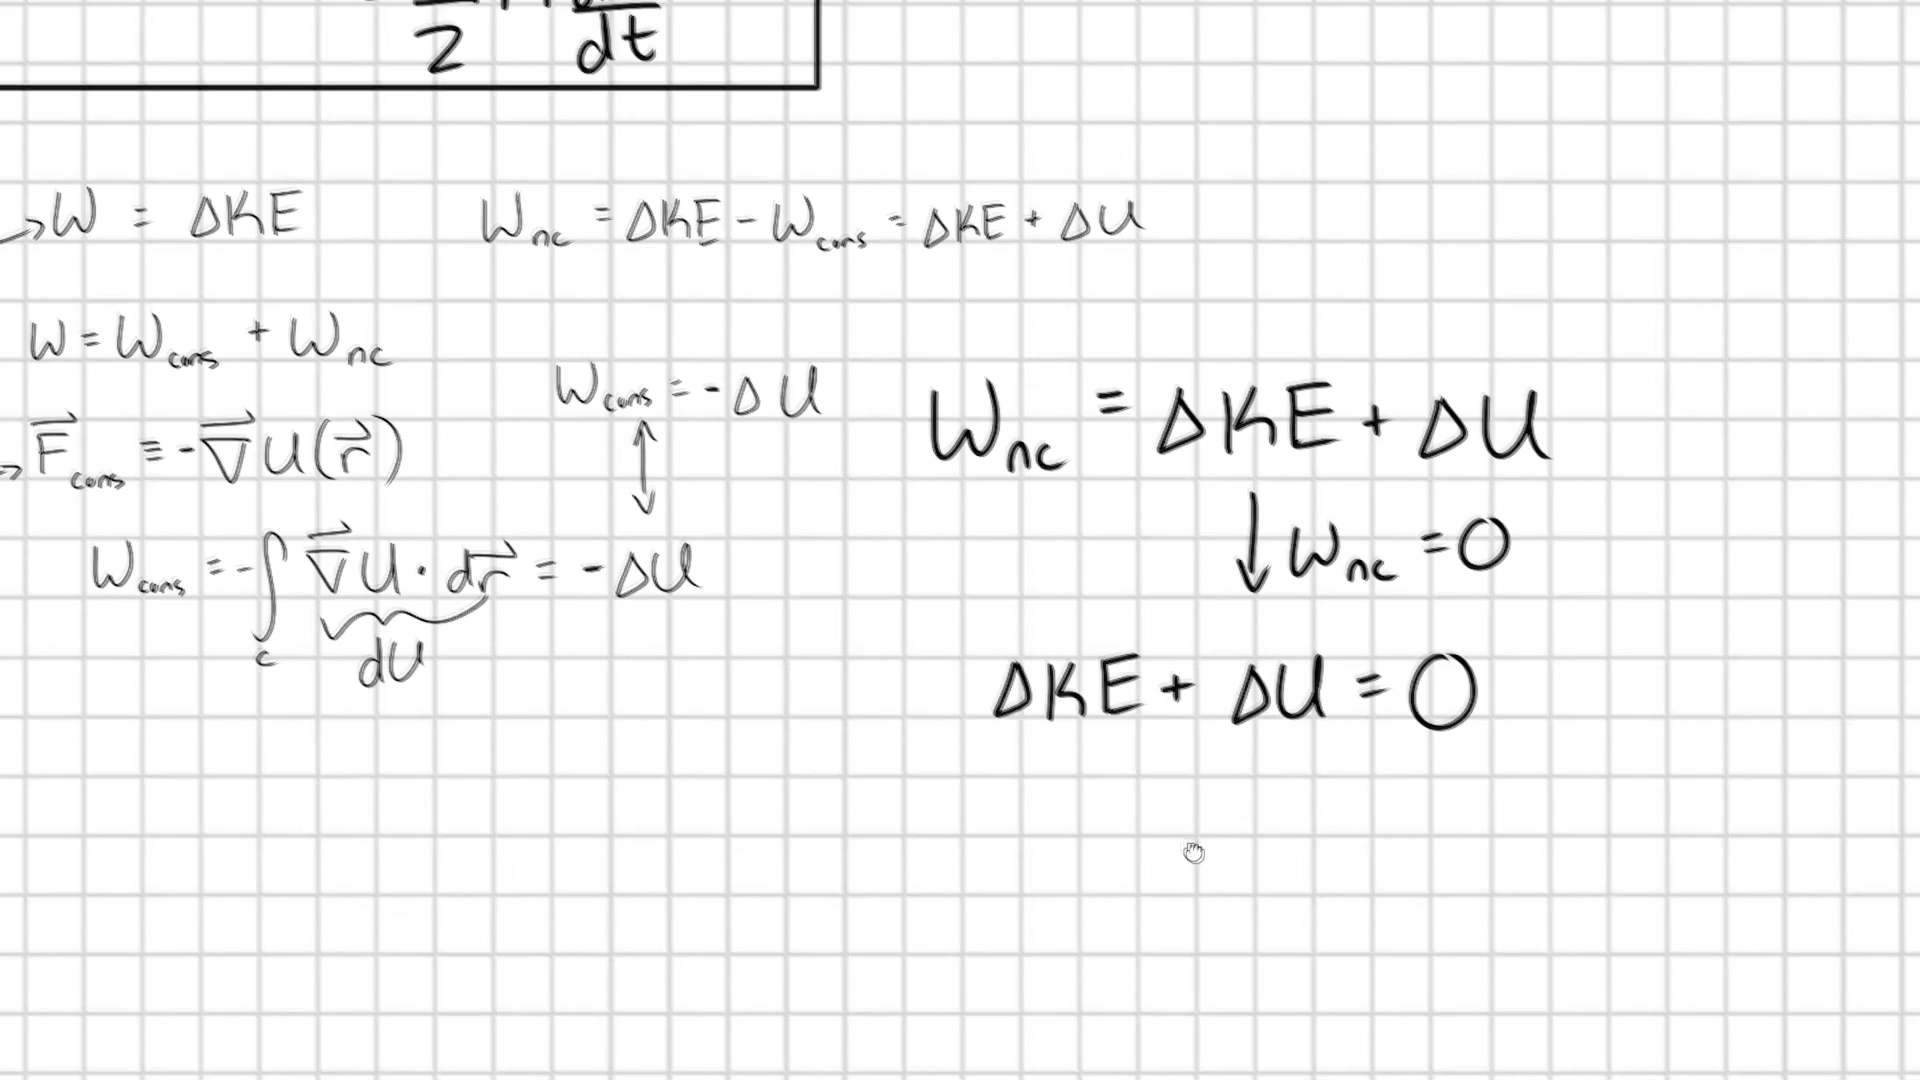 2 dt
→W = ΔKE
W_nc = ΔKE - W_cons = ΔKE + ΔU
W = W_cons + W_nc
W_cons = -ΔU
W_nc = ΔKE + ΔU
→ F⃗_cons ≡ -∇⃗U(r⃗)
↓ W_nc = 0
W_cons = -∫_c ∇⃗U · dr⃗ = -ΔU
dU
ΔKE + ΔU = 0